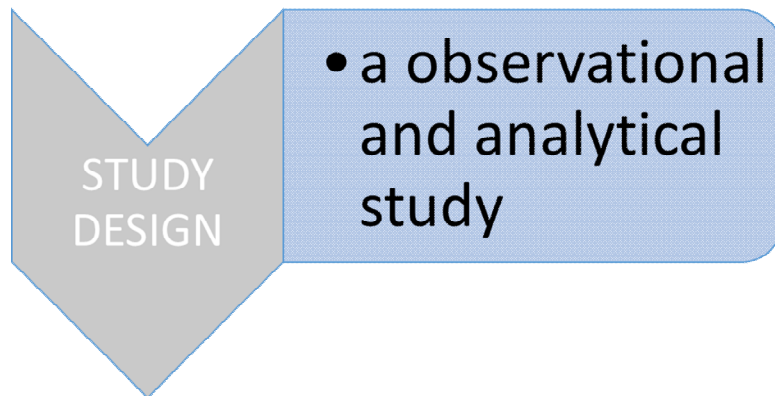 STUDY
DESIGN
• a observational
and analytical
study